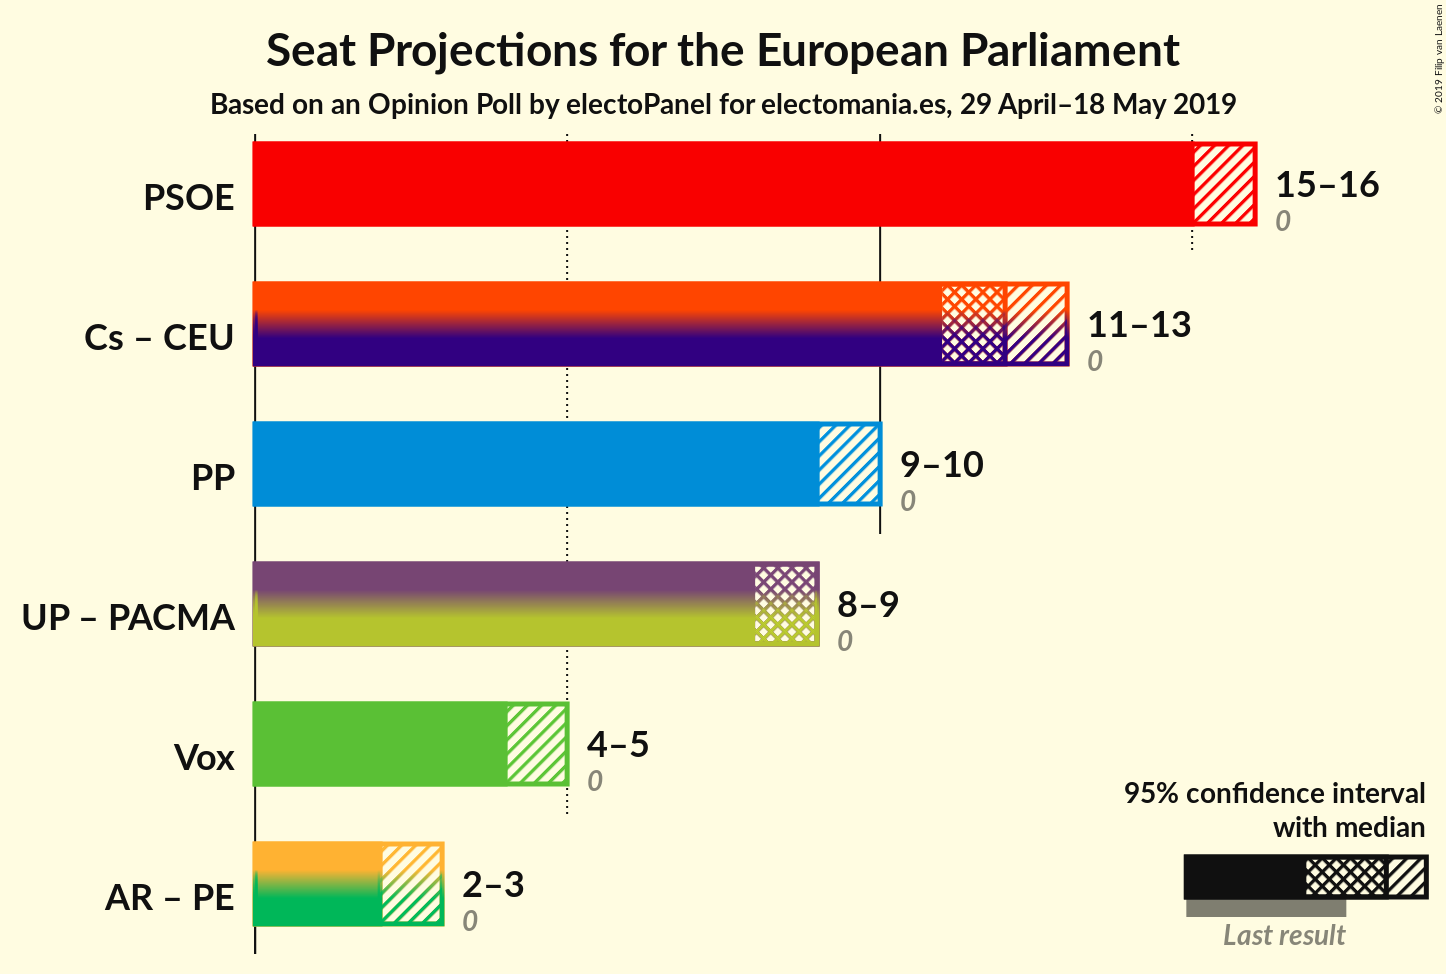 Seat Projections for the European Parliament
Based on an Opinion Poll by electoPanel for electomania.es, 29 April–18 May 2019
© 2019 Filip van Laenen
PSOE
15–16
0
Cs – CEU
11–13
0
PP
9–10
0
UP – PACMA
8–9
0
Vox
4–5
0
AR – PE
2–3
0
95% confidence interval
with median
Last result